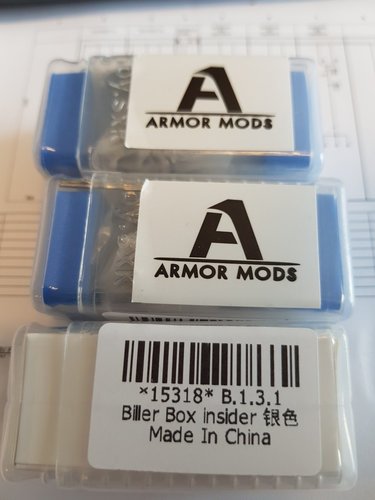 ARMOR MODS
ARMOR MODS
*15318* B.1.3.1
Biller Box insider 银色
Made In China